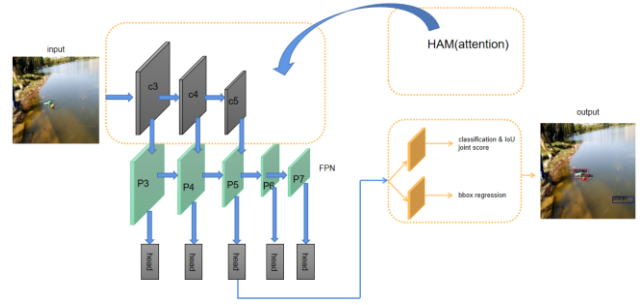 input
HAM(attention)
c3
c4
c5
output
classification & IoU
joint score
bbox regression
P3
P4
P5
P6
P7
FPN
head
head
head
head
head